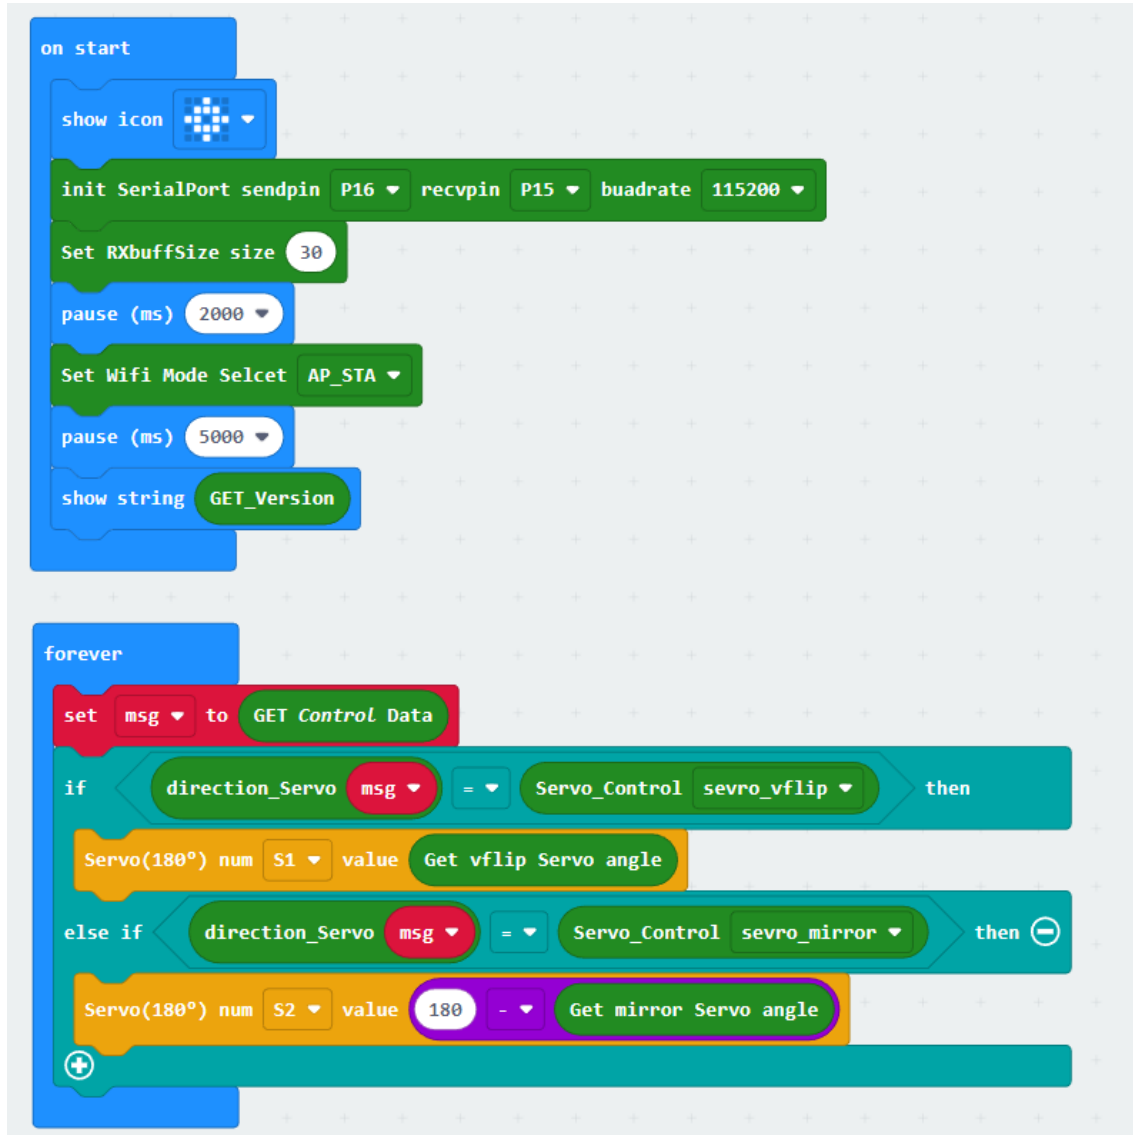 on start
show icon
init SerialPort sendpin P16 recvpin P15 buadrate 115200
Set RXbuffSize size 30
pause (ms) 2000
Set Wifi Mode Selcet AP_STA
pause (ms) 5000
show string GET_Version
forever
set msg to GET Control Data
if direction_Servo msg = Servo_Control sevro_vflip then
Servo(180°) num S1 value Get vflip Servo angle
else if direction_Servo msg = Servo_Control sevro_mirror then
Servo(180°) num S2 value 180 - Get mirror Servo angle